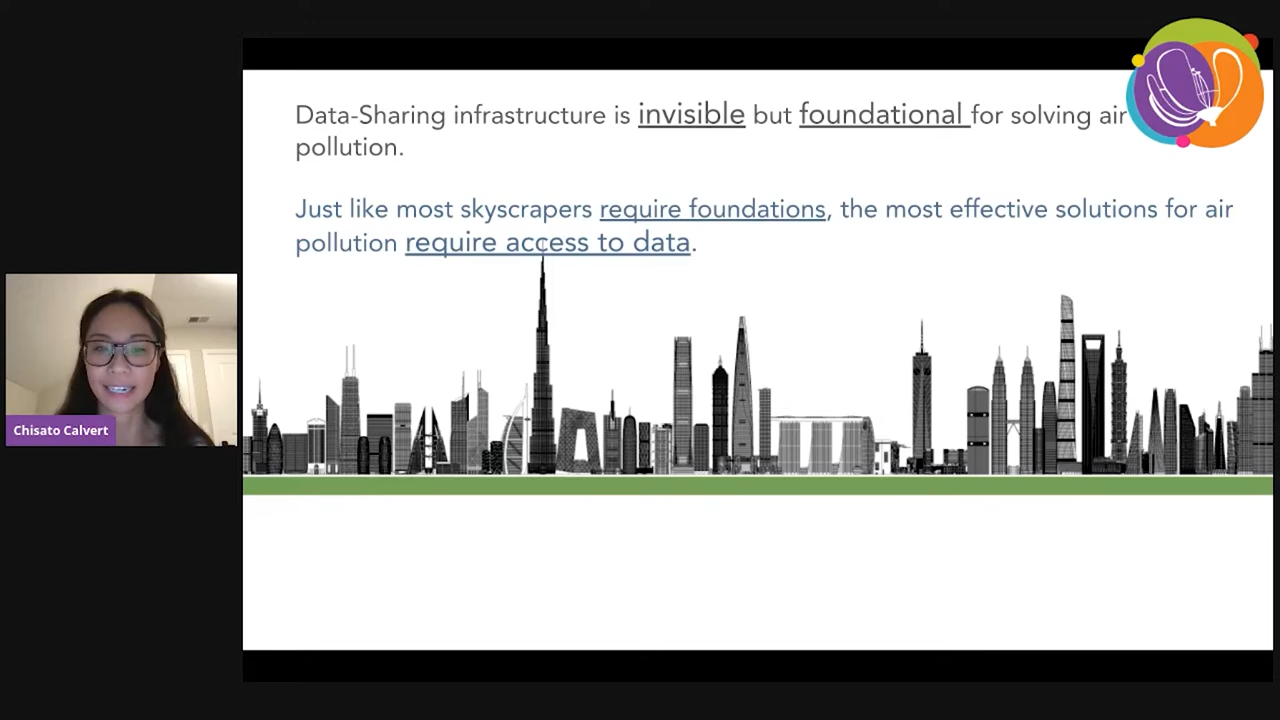 Data-Sharing infrastructure is invisible but foundational for solving air
pollution.
Just like most skyscrapers require foundations, the most effective solutions for air
pollution require access to data.
Chisato Calvert